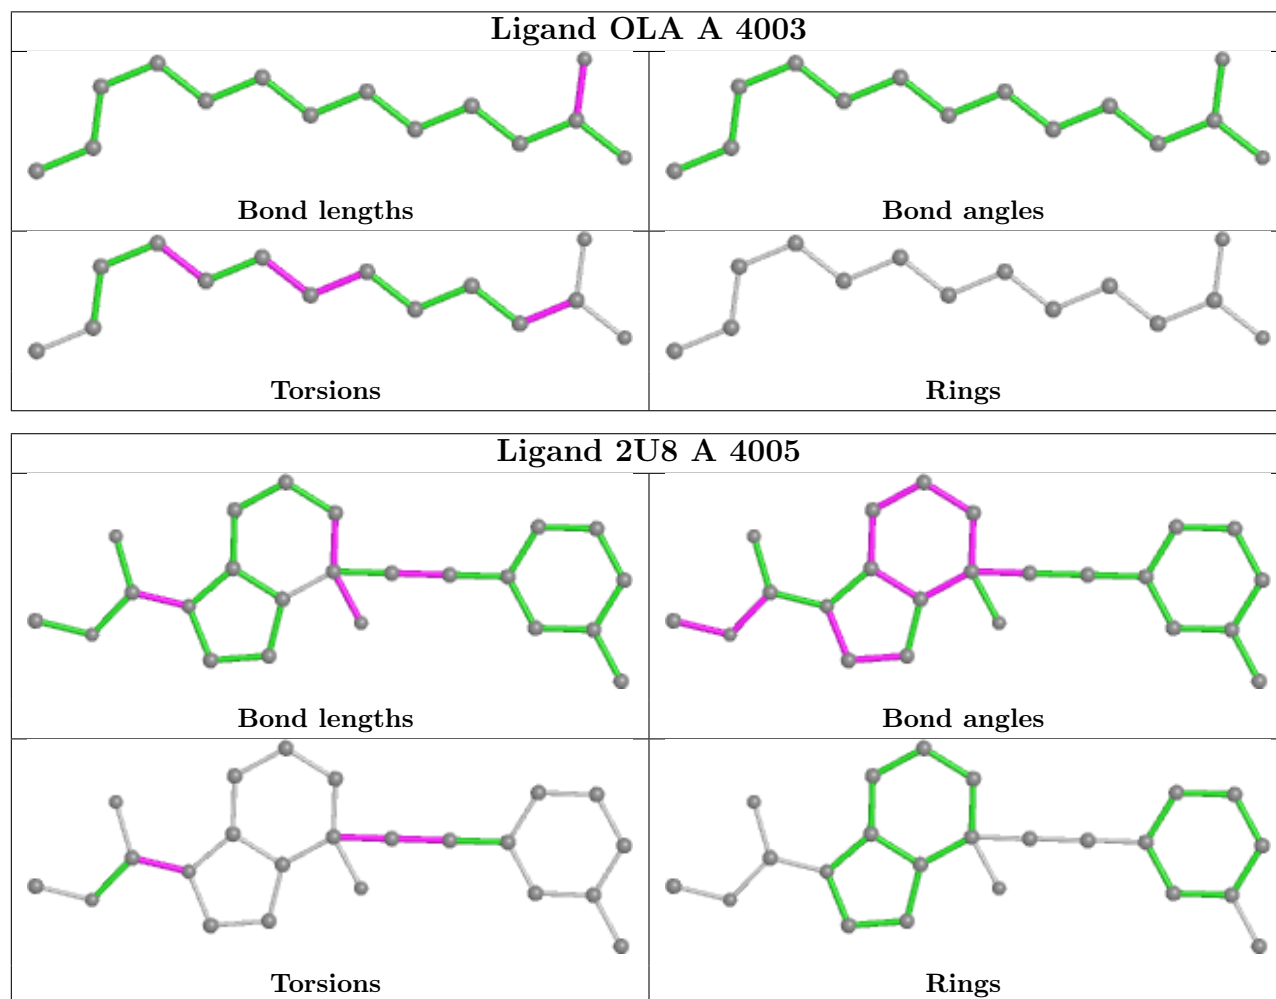 Ligand OLA A 4003
Bond lengths
Bond angles
Torsions
Rings
Ligand 2U8 A 4005
Bond lengths
Bond angles
Torsions
Rings